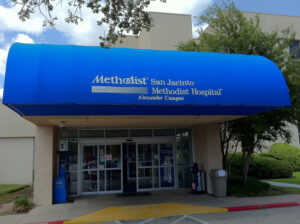 Methodist San Jacinto
Methodist Hospital
Alexander Campus